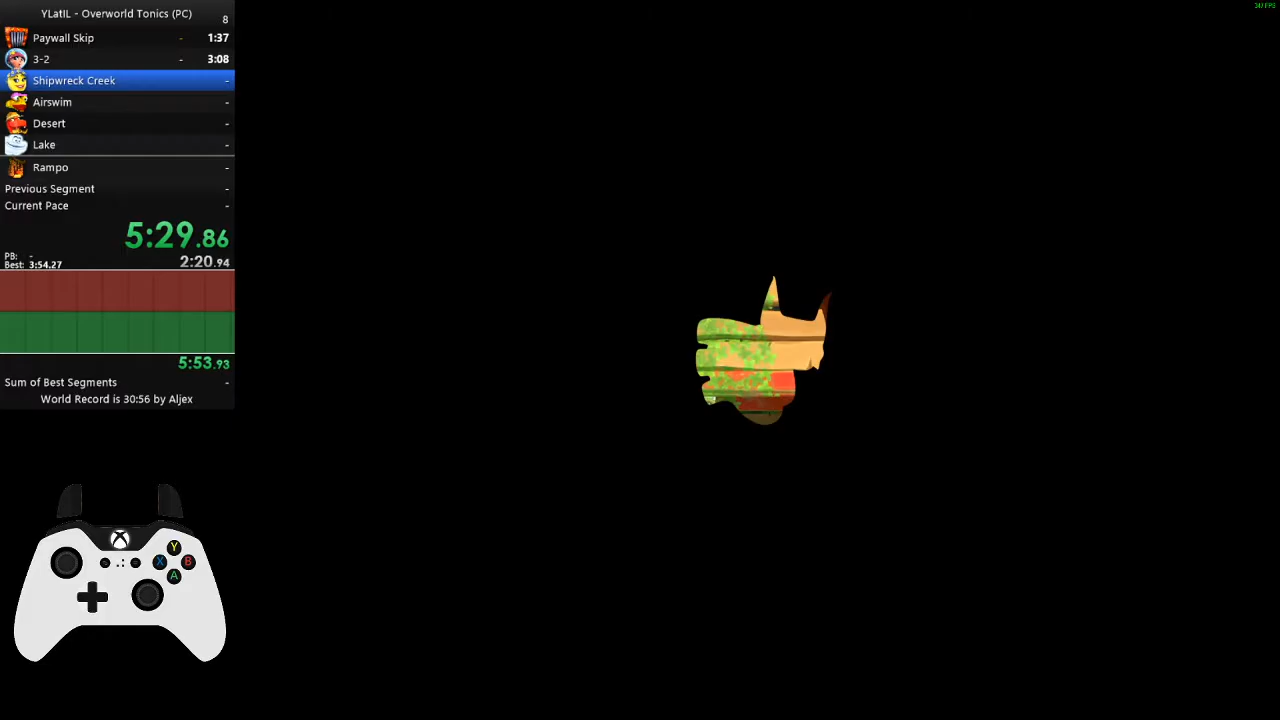 YLatIL - Overworld Tonics (PC)
8
Paywall Skip - 1:37
3-2 - 3:08
Shipwreck Creek -
Airswim -
Desert -
Lake -
Rampo -
Previous Segment -
Current Pace -
5:29.86
PB: -
Best: 3:54.27
2:20.94
5:53.93
Sum of Best Segments -
World Record is 30:56 by Aljex
Y
X B
A